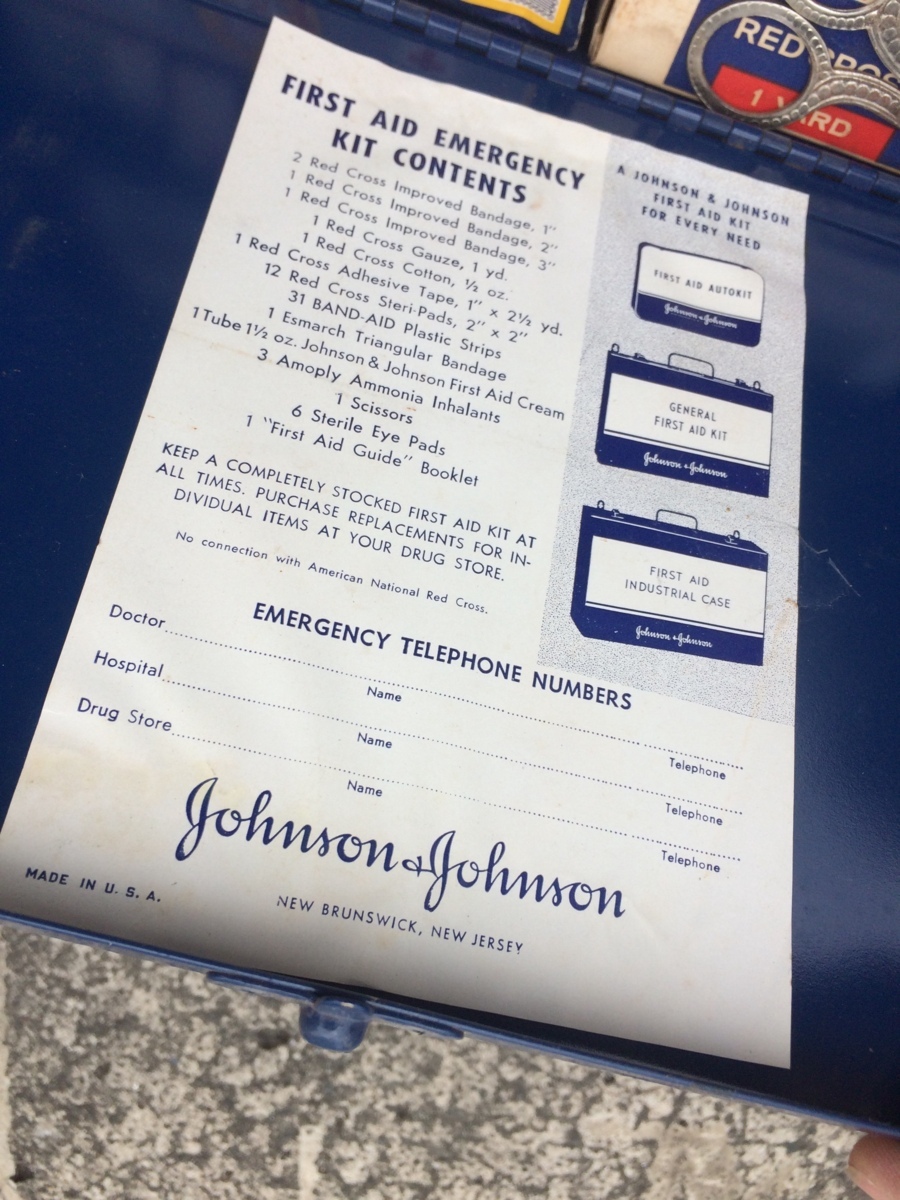 RED CROSS
1 YARD
FIRST AID EMERGENCY
KIT CONTENTS
2 Red Cross Improved Bandage, 1"
1 Red Cross Improved Bandage, 2"
1 Red Cross Improved Bandage, 3"
1 Red Cross Gauze, 1 yd.
1 Red Cross Cotton, ½ oz.
1 Red Cross Adhesive Tape, 1" x 2½ yd.
12 Red Cross Steri-Pads, 2" x 2"
31 BAND-AID Plastic Strips
1 Esmarch Triangular Bandage
1 Tube 1½ oz. Johnson & Johnson First Aid Cream
3 Amoply Ammonia Inhalants
1 Scissors
6 Sterile Eye Pads
1 "First Aid Guide" Booklet
KEEP A COMPLETELY STOCKED FIRST AID KIT AT
ALL TIMES. PURCHASE REPLACEMENTS FOR IN-
DIVIDUAL ITEMS AT YOUR DRUG STORE.
No connection with American National Red Cross.
A JOHNSON & JOHNSON
FIRST AID KIT
FOR EVERY NEED
FIRST AID AUTOKIT
Johnson & Johnson
GENERAL
FIRST AID KIT
Johnson & Johnson
FIRST AID
INDUSTRIAL CASE
Johnson & Johnson
EMERGENCY TELEPHONE NUMBERS
Doctor
Name Telephone
Hospital
Name Telephone
Drug Store
Name Telephone
Johnson & Johnson
MADE IN U. S. A.
NEW BRUNSWICK, NEW JERSEY